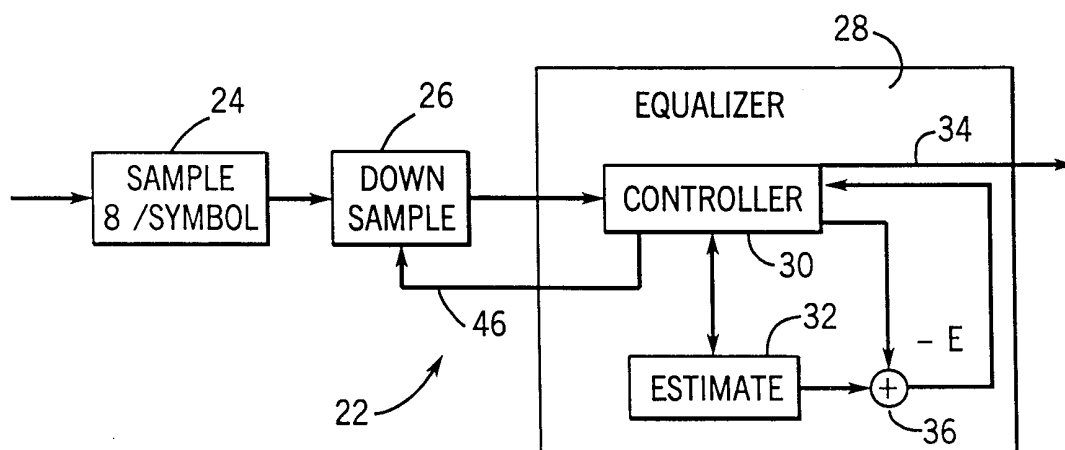 28
24
26
EQUALIZER
34
SAMPLE
8 /SYMBOL
DOWN
SAMPLE
CONTROLLER
30
46
32
- E
22
ESTIMATE
+
36